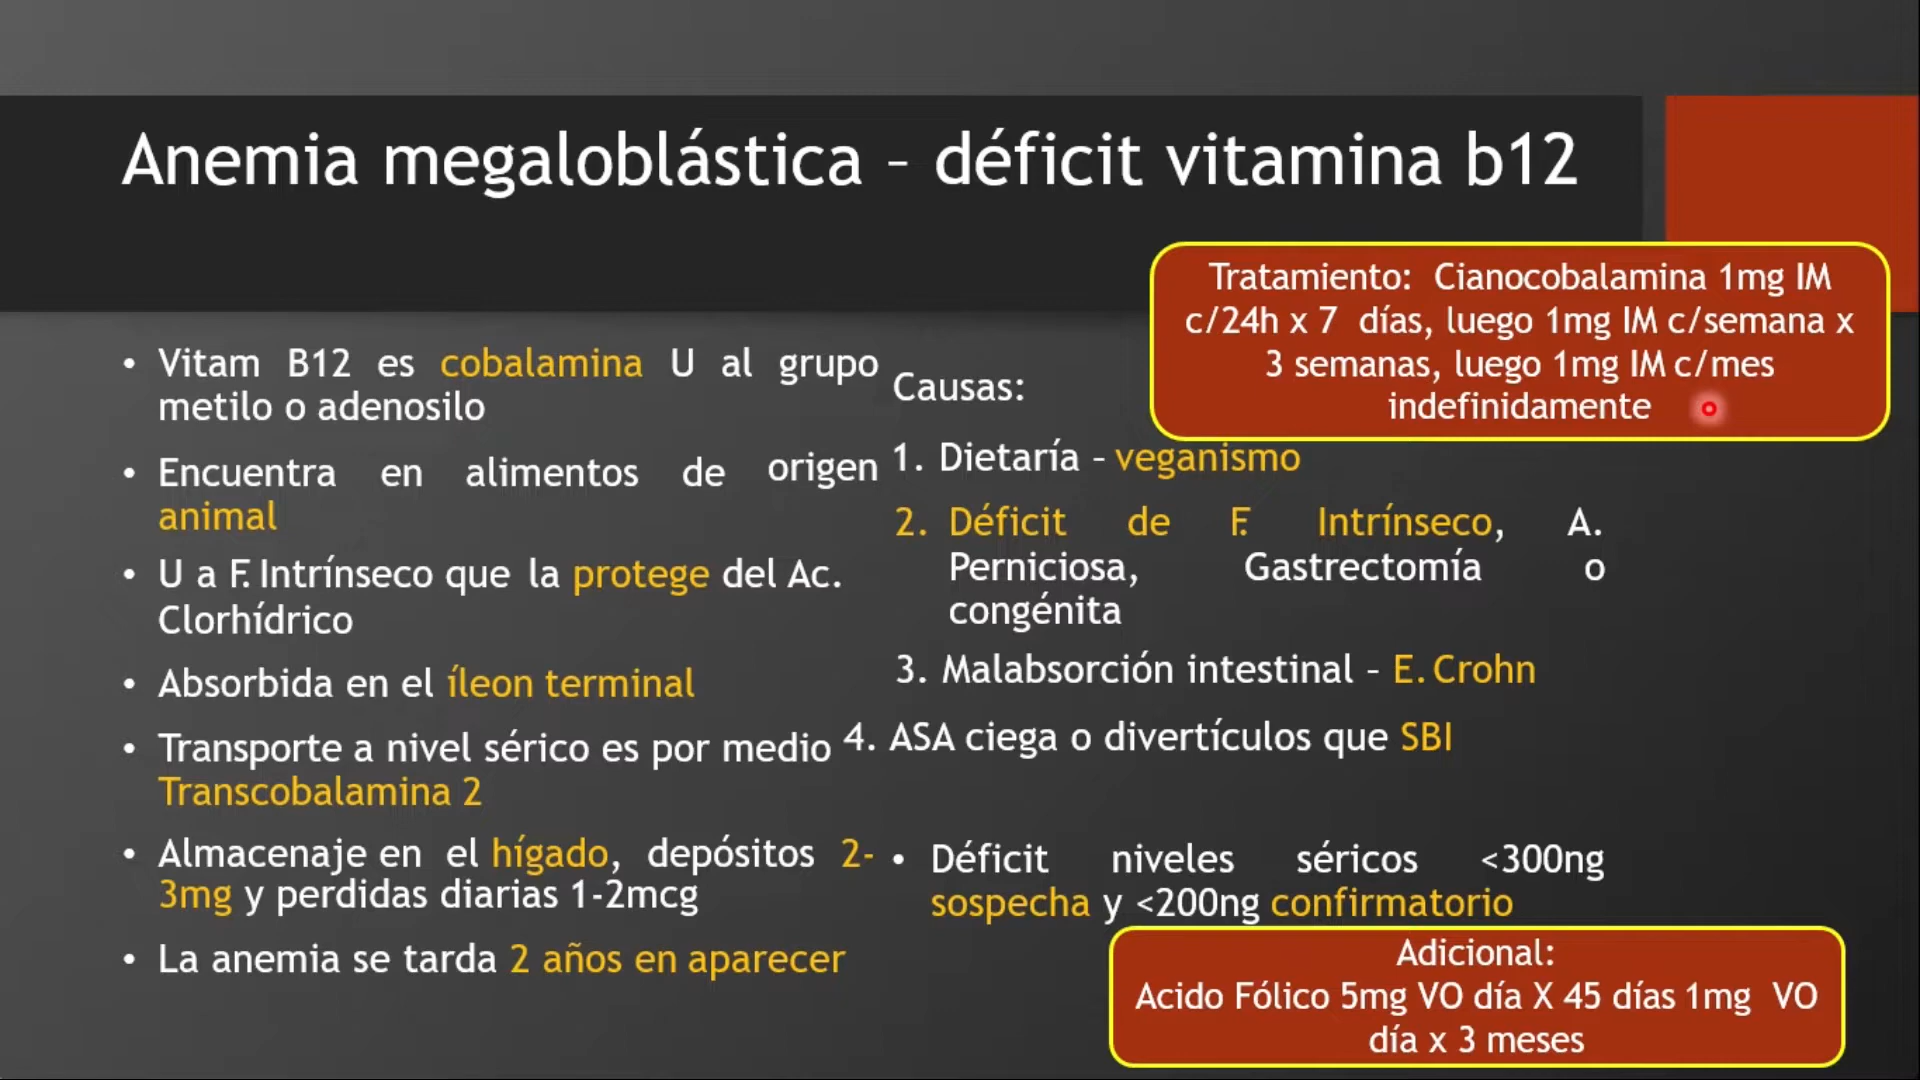 Anemia megaloblástica – déficit vitamina b12
Tratamiento: Cianocobalamina 1mg IM
c/24h x 7 días, luego 1mg IM c/semana x
3 semanas, luego 1mg IM c/mes
indefinidamente
• Vitam B12 es cobalamina U al grupo
metilo o adenosilo
• Encuentra en alimentos de origen
animal
• U a F. Intrínseco que la protege del Ac.
Clorhídrico
• Absorbida en el íleon terminal
• Transporte a nivel sérico es por medio
Transcobalamina 2
• Almacenaje en el hígado, depósitos 2-
3mg y perdidas diarias 1-2mcg
• La anemia se tarda 2 años en aparecer
Causas:
1. Dietaría – veganismo
2. Déficit de F. Intrínseco, A.
Perniciosa, Gastrectomía o
congénita
3. Malabsorción intestinal – E. Crohn
4. ASA ciega o divertículos que SBI
• Déficit niveles séricos <300ng
sospecha y <200ng confirmatorio
Adicional:
Acido Fólico 5mg VO día X 45 días 1mg VO
día x 3 meses